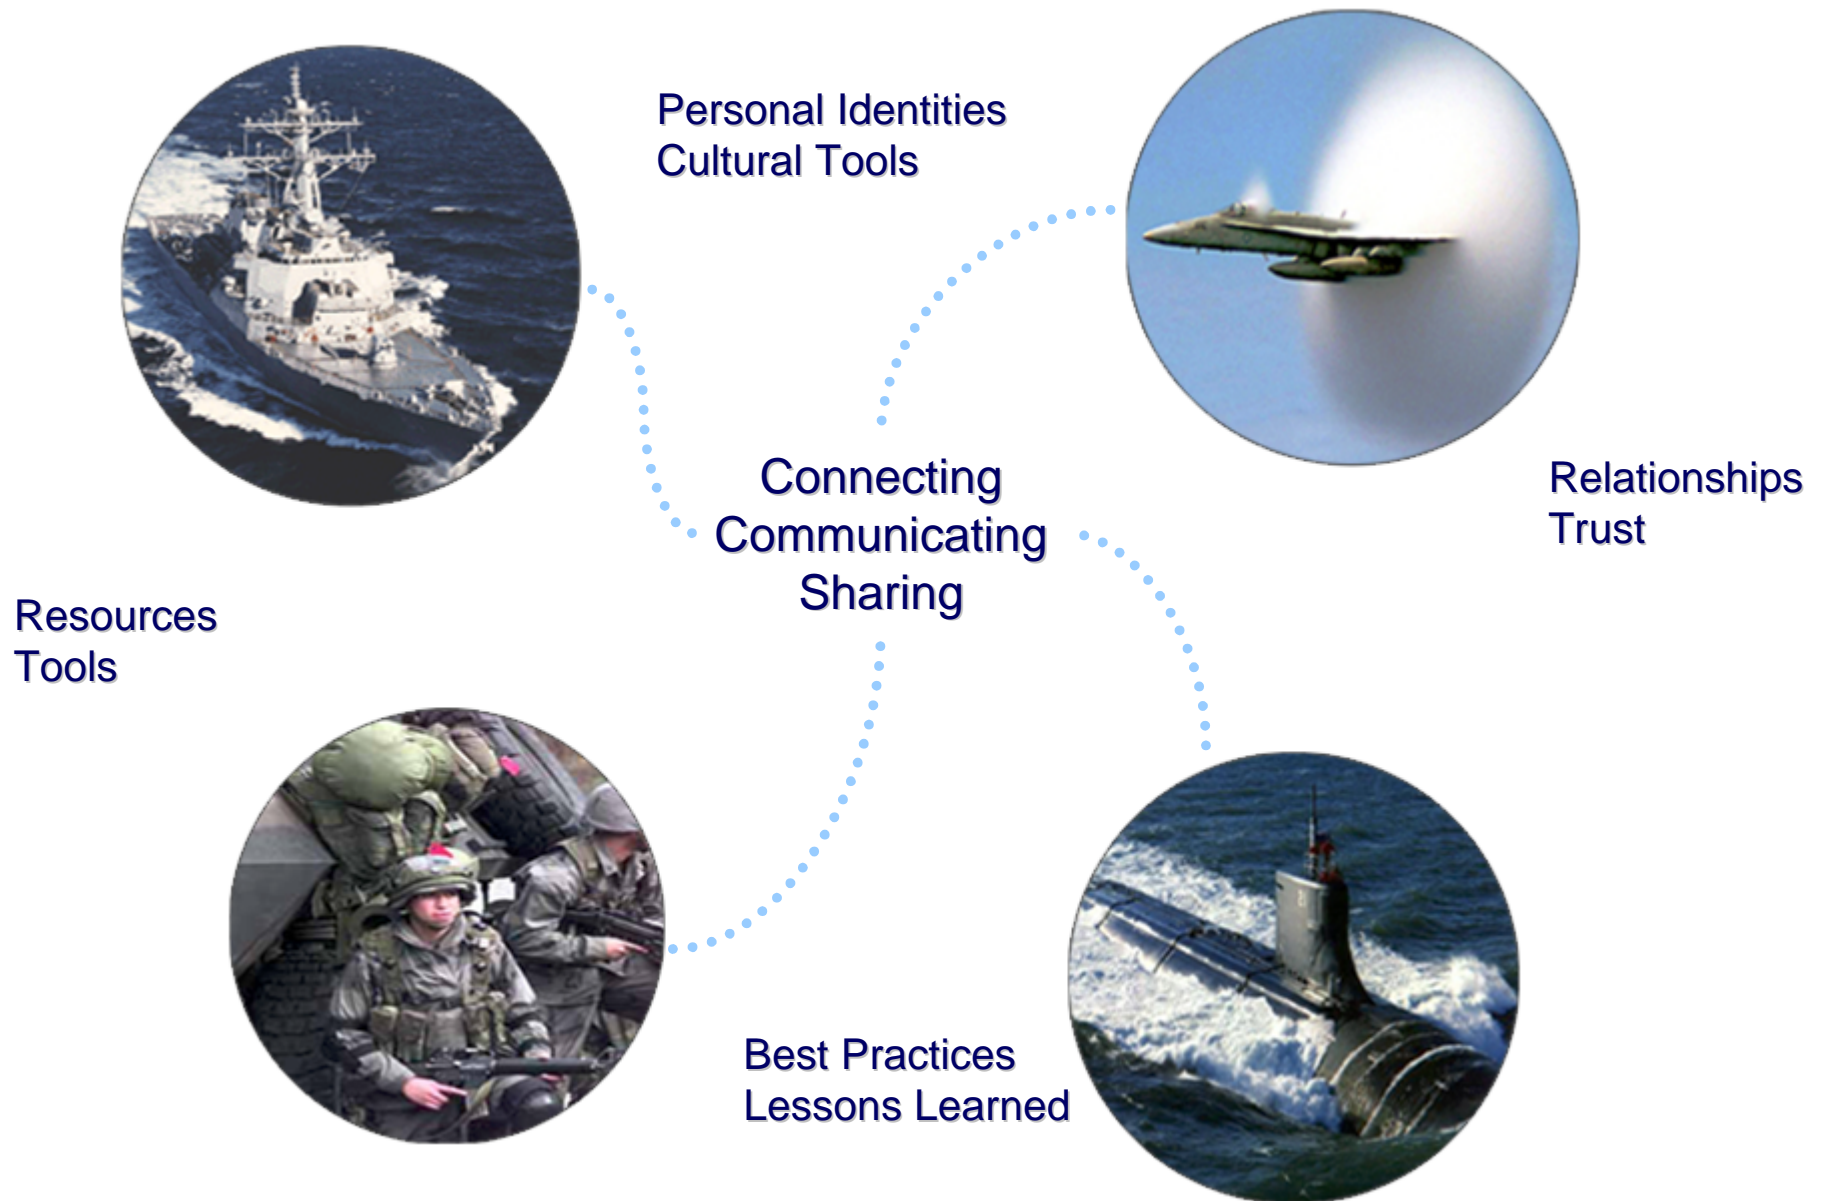 Personal Identities
Cultural Tools
Connecting
Communicating
Sharing
Relationships
Trust
Resources
Tools
Best Practices
Lessons Learned